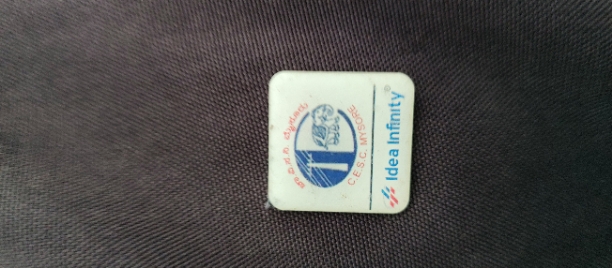 ಚಾ.ವಿ.ಸ.ನಿ. ಮೈಸೂರು
C.E.S.C. MYSORE
Idea Infinity®